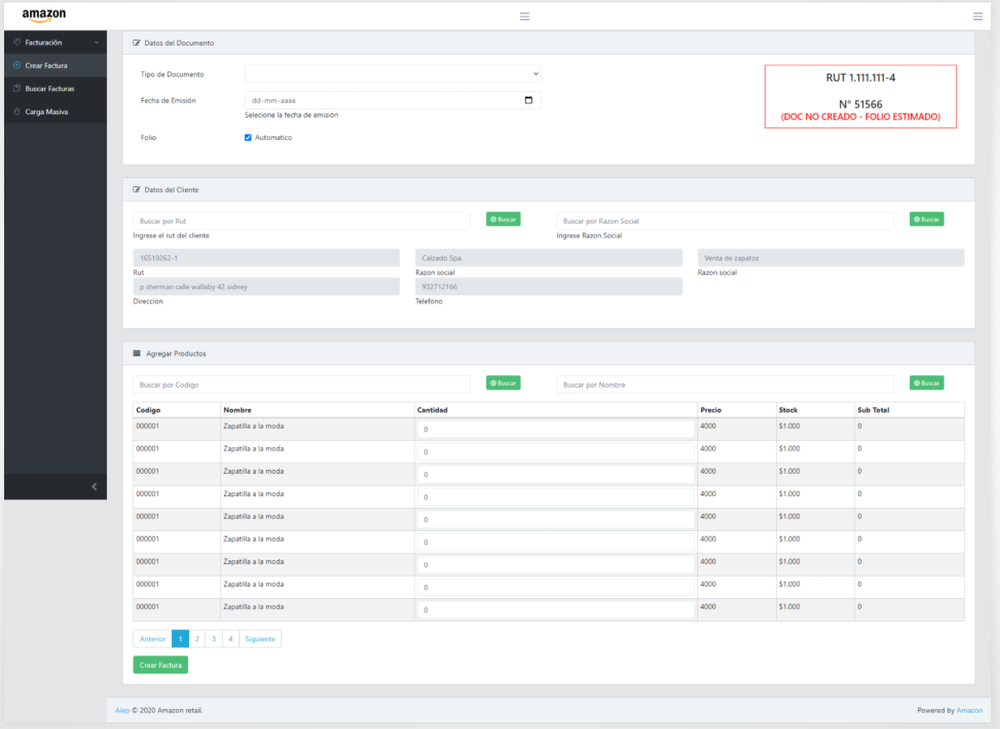 amazon
Facturación
Crear Factura
Buscar Facturas
Carga Masiva
Datos del Documento
Tipo de Documento
Fecha de Emisión
dd-mm-aaaa
Selecione la fecha de emisión
Folio
Automatico
RUT 1.111.111-4
N° 51566
(DOC NO CREADO - FOLIO ESTIMADO)
Datos del Cliente
Buscar por Rut Buscar Buscar por Razon Social Buscar
Ingrese el rut del cliente Ingrese Razon Social
16519262-1 Calzado Spa. Venta de zapatos
Rut Razon social Razon social
p sherman calle wallaby 42 sidney 932712166
Direccion Telefono
Agregar Productos
Buscar por Codigo Buscar Buscar por Nombre Buscar
Codigo Nombre Cantidad Precio Stock Sub Total
000001 Zapatilla a la moda 0 4000 $1.000 0
000001 Zapatilla a la moda 0 4000 $1.000 0
000001 Zapatilla a la moda 0 4000 $1.000 0
000001 Zapatilla a la moda 0 4000 $1.000 0
000001 Zapatilla a la moda 0 4000 $1.000 0
000001 Zapatilla a la moda 0 4000 $1.000 0
000001 Zapatilla a la moda 0 4000 $1.000 0
000001 Zapatilla a la moda 0 4000 $1.000 0
000001 Zapatilla a la moda 0 4000 $1.000 0
Anterior 1 2 3 4 Siguiente
Crear Factura
Aiep © 2020 Amazon retail. Powered by Amazon